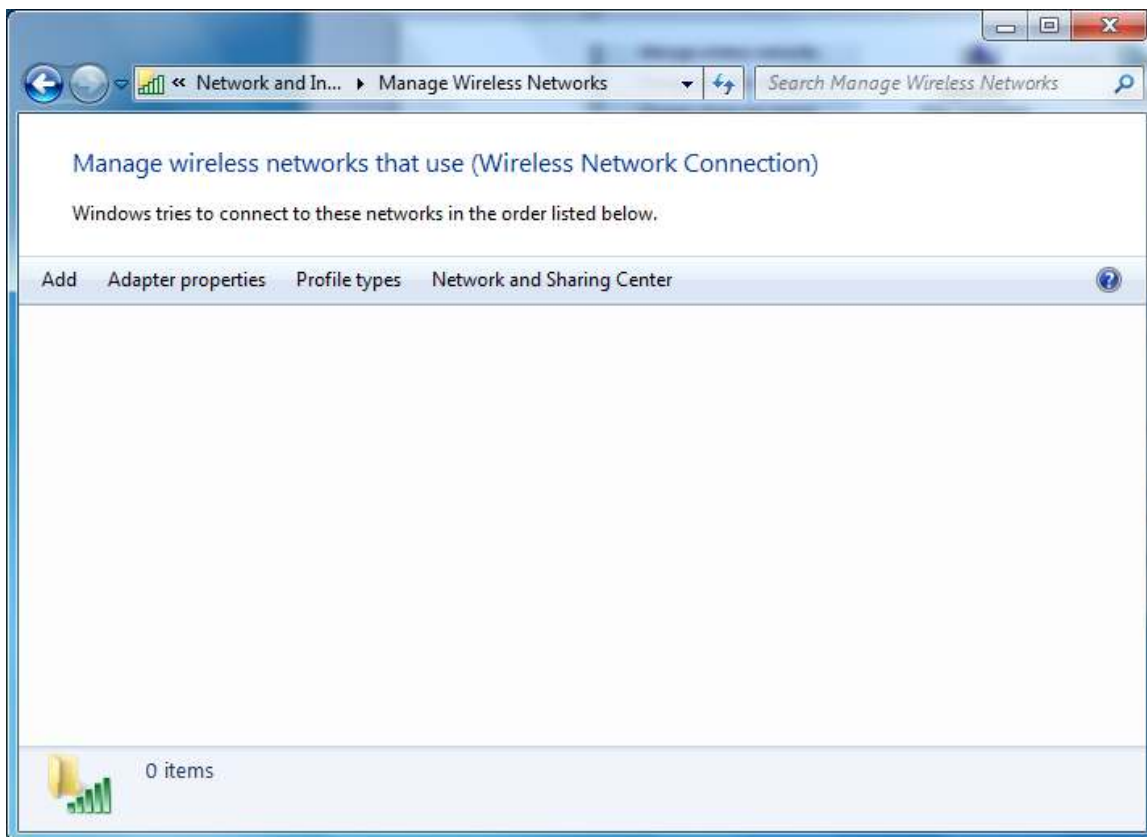 « Network and In... ▸ Manage Wireless Networks
Search Manage Wireless Networks
Manage wireless networks that use (Wireless Network Connection)
Windows tries to connect to these networks in the order listed below.
Add Adapter properties Profile types Network and Sharing Center
0 items